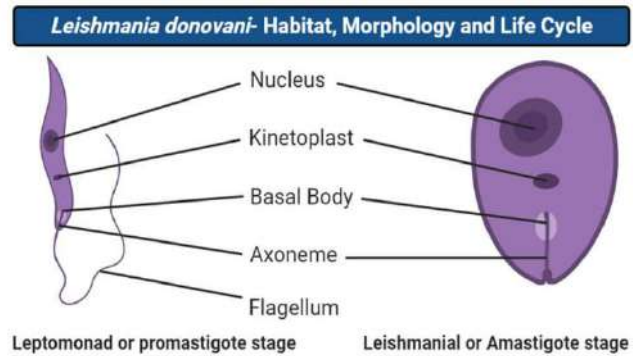 Leishmania donovani- Habitat, Morphology and Life Cycle
Nucleus
Kinetoplast
Basal Body
Axoneme
Flagellum
Leptomonad or promastigote stage
Leishmanial or Amastigote stage